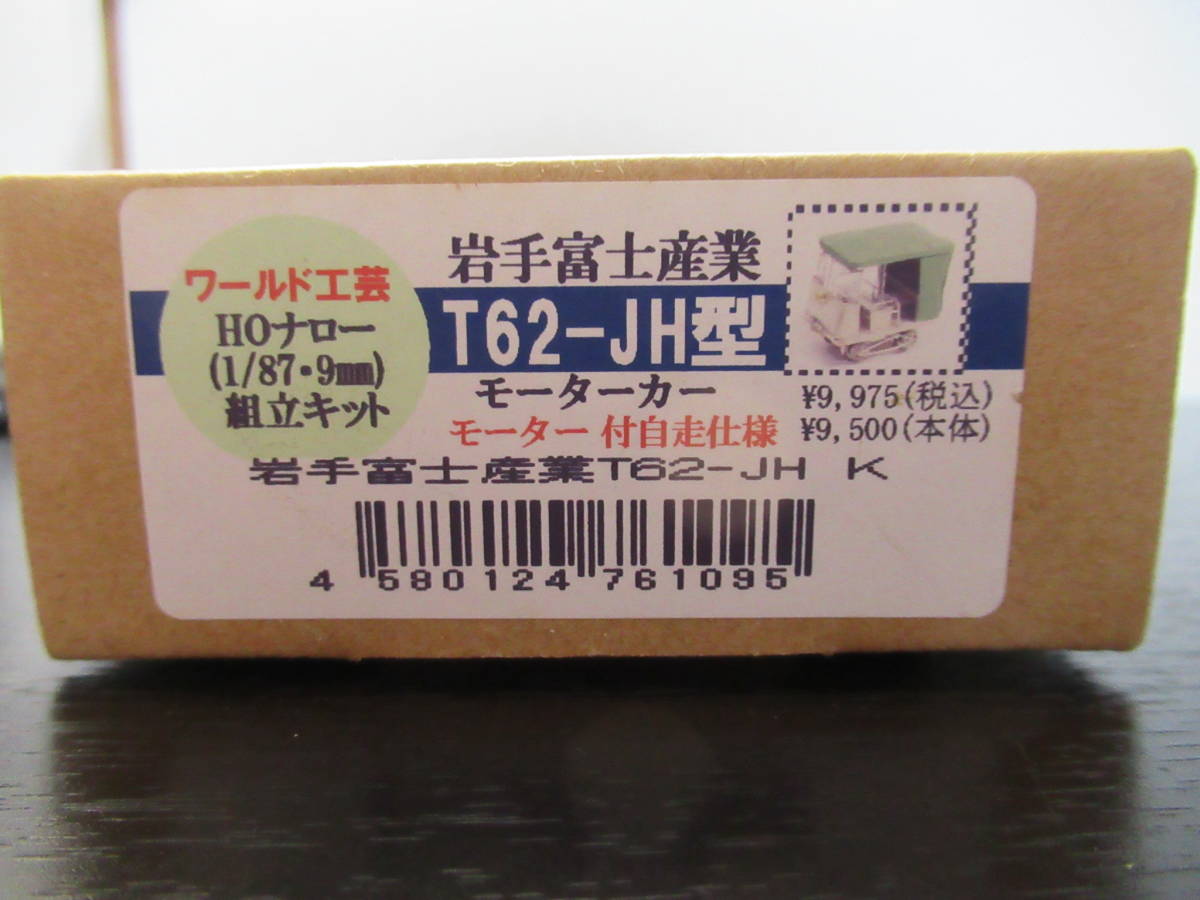 ワールド工芸
HOナロー
(1/87・9mm)
組立キット
岩手富士産業
T62-JH型
モーターカー
モーター 付自走仕様
¥9,975(税込)
¥9,500(本体)
岩手富士産業T62-JH K
4 580124 761095